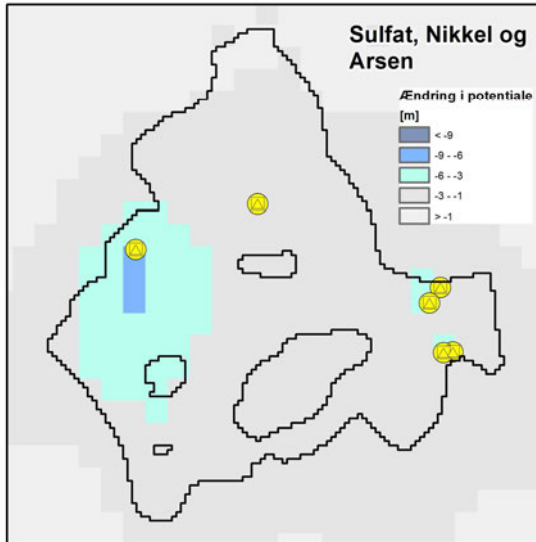 Sulfat, Nikkel og
Arsen
Ændring i potentiale
[m]
< -9
-9 - -6
-6 - -3
-3 - -1
> -1